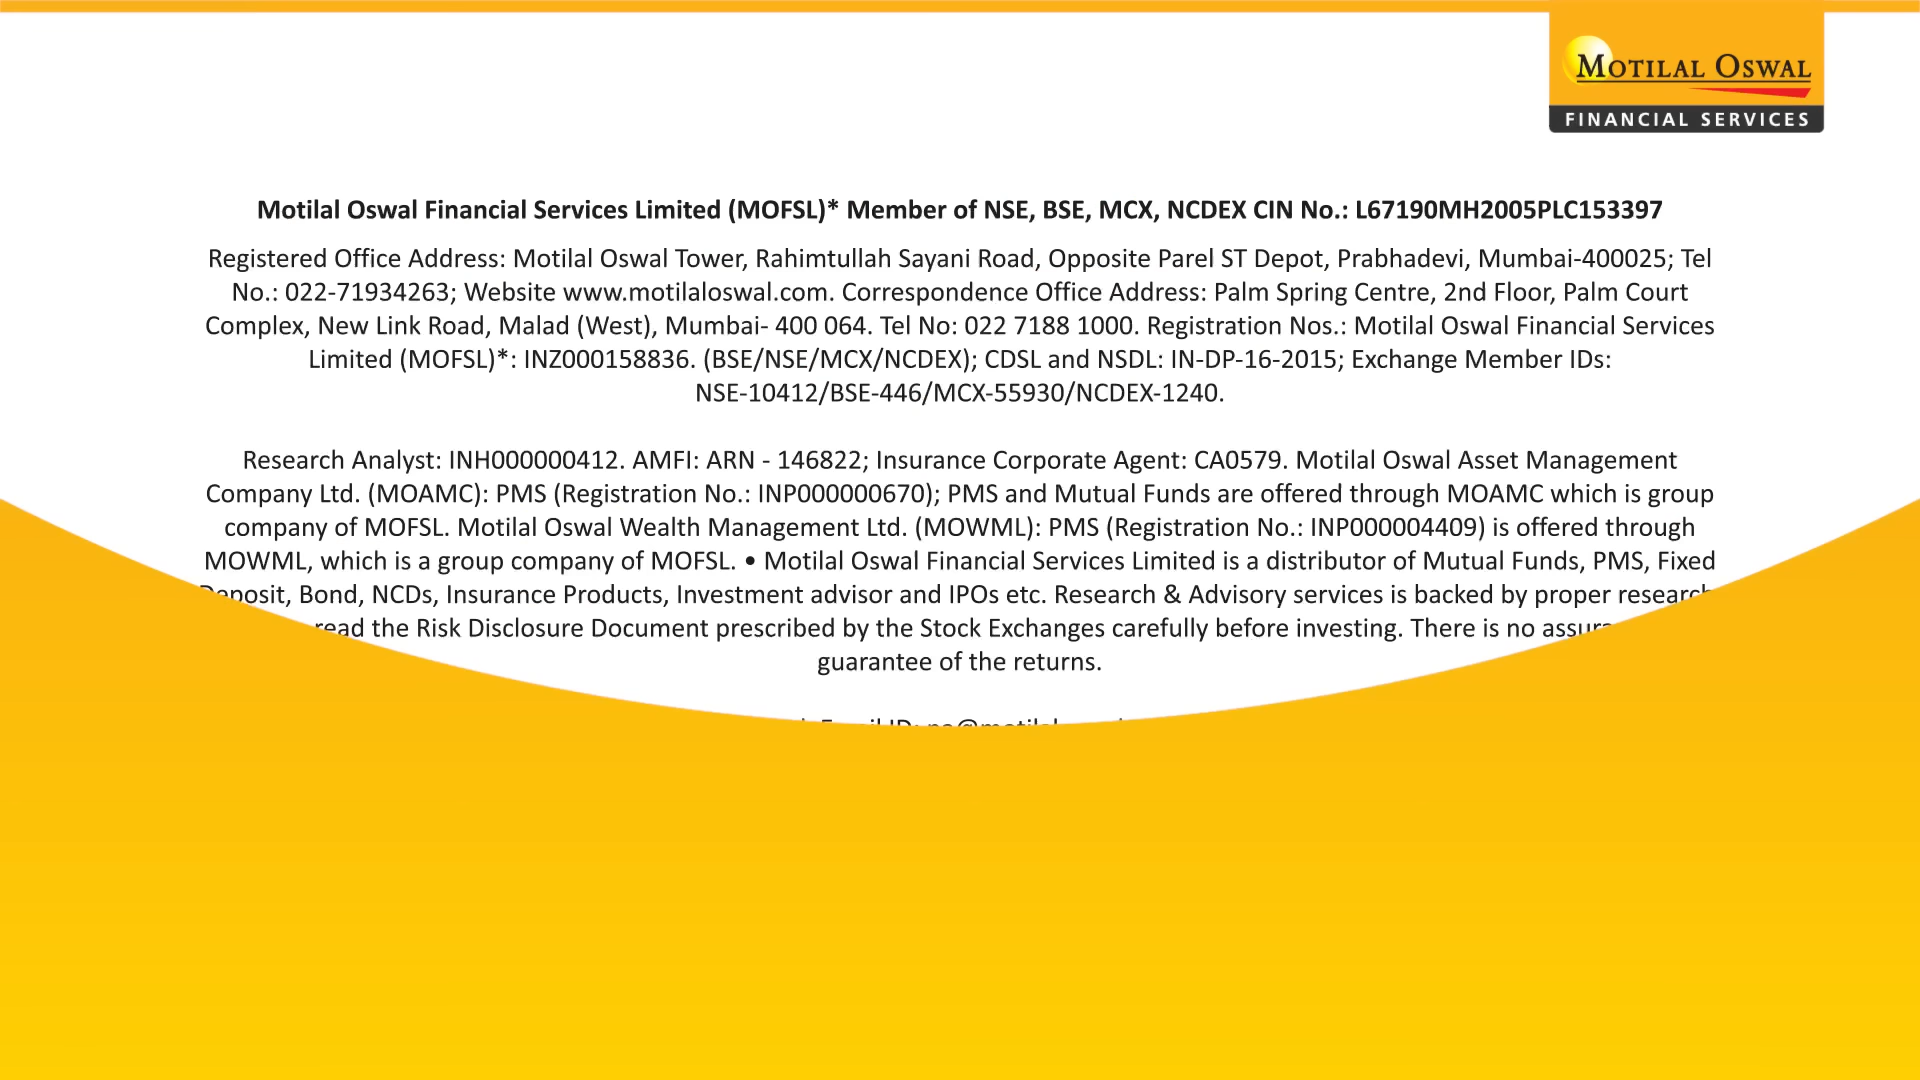 MOTILAL OSWAL
FINANCIAL SERVICES
Motilal Oswal Financial Services Limited (MOFSL)* Member of NSE, BSE, MCX, NCDEX CIN No.: L67190MH2005PLC153397
Registered Office Address: Motilal Oswal Tower, Rahimtullah Sayani Road, Opposite Parel ST Depot, Prabhadevi, Mumbai-400025; Tel
No.: 022-71934263; Website www.motilaloswal.com. Correspondence Office Address: Palm Spring Centre, 2nd Floor, Palm Court
Complex, New Link Road, Malad (West), Mumbai- 400 064. Tel No: 022 7188 1000. Registration Nos.: Motilal Oswal Financial Services
Limited (MOFSL)*: INZ000158836. (BSE/NSE/MCX/NCDEX); CDSL and NSDL: IN-DP-16-2015; Exchange Member IDs:
NSE-10412/BSE-446/MCX-55930/NCDEX-1240.
Research Analyst: INH000000412. AMFI: ARN - 146822; Insurance Corporate Agent: CA0579. Motilal Oswal Asset Management
Company Ltd. (MOAMC): PMS (Registration No.: INP000000670); PMS and Mutual Funds are offered through MOAMC which is group
company of MOFSL. Motilal Oswal Wealth Management Ltd. (MOWML): PMS (Registration No.: INP000004409) is offered through
MOWML, which is a group company of MOFSL. • Motilal Oswal Financial Services Limited is a distributor of Mutual Funds, PMS, Fixed
Deposit, Bond, NCDs, Insurance Products, Investment advisor and IPOs etc. Research & Advisory services is backed by proper research
read the Risk Disclosure Document prescribed by the Stock Exchanges carefully before investing. There is no
guarantee of the returns.